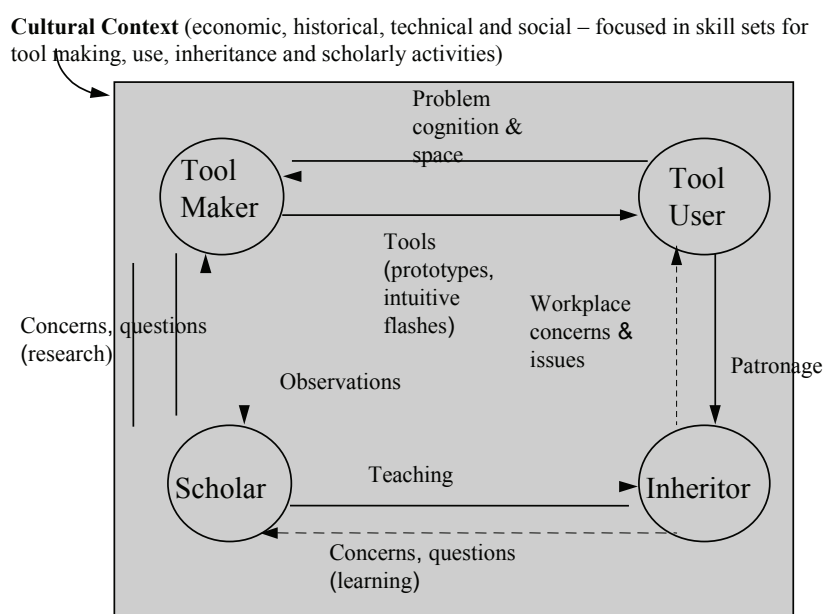 Cultural Context (economic, historical, technical and social – focused in skill sets for
tool making, use, inheritance and scholarly activities)
Problem
cognition &
space
Tool
Maker
Tool
User
Tools
(prototypes,
intuitive
flashes)
Workplace
concerns &
issues
Concerns, questions
(research)
Patronage
Observations
Scholar
Teaching
Inheritor
Concerns, questions
(learning)